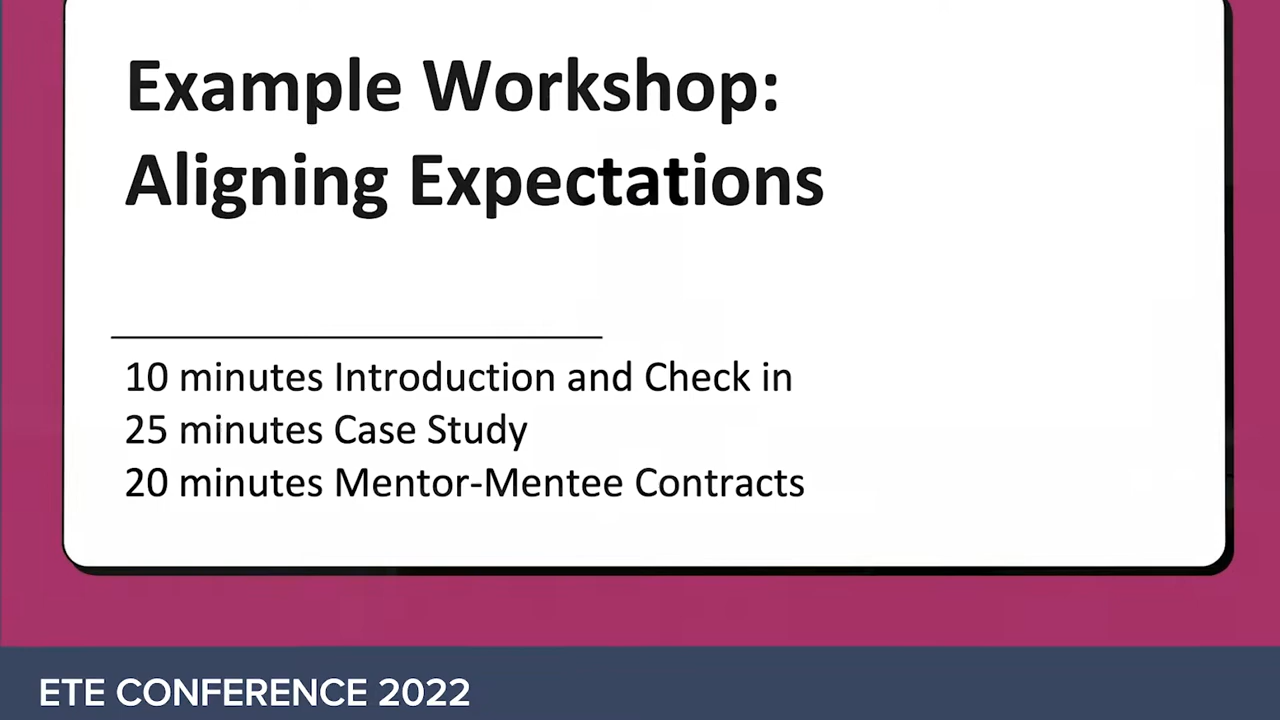 Example Workshop:
Aligning Expectations
10 minutes Introduction and Check in
25 minutes Case Study
20 minutes Mentor-Mentee Contracts
ETE CONFERENCE 2022